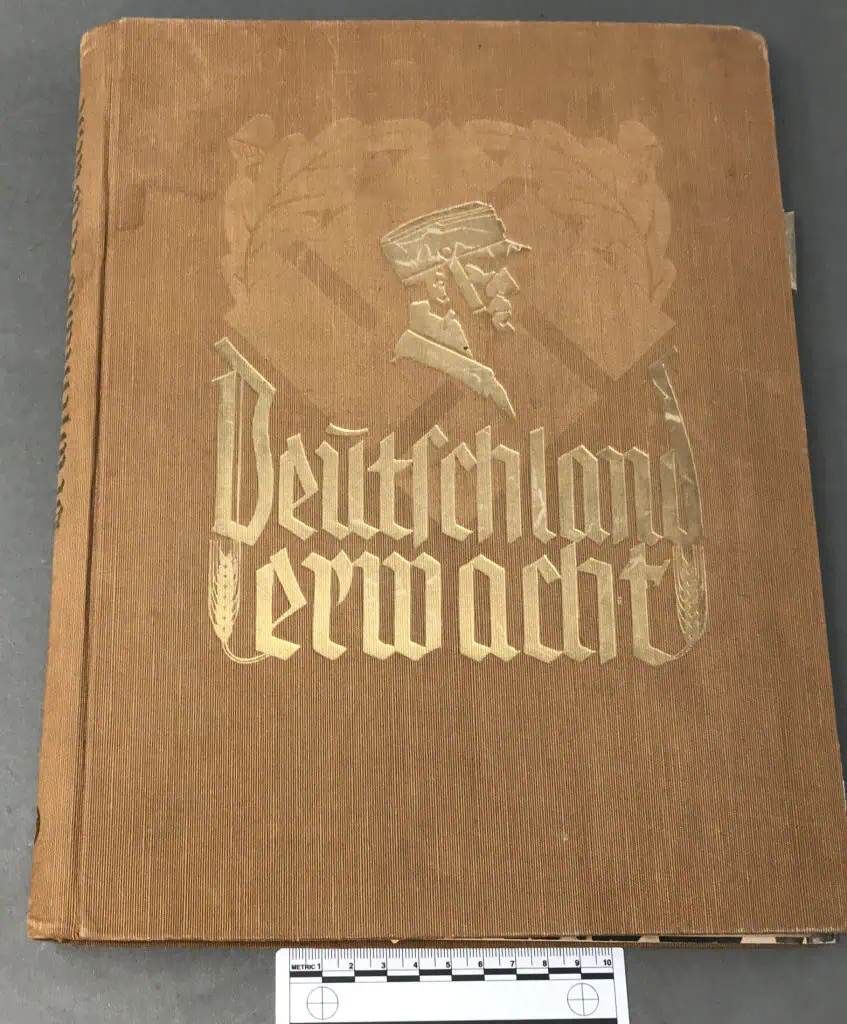 Deutschland
erwacht
METRIC 1 2 3 4 5 6 7 8 9 10